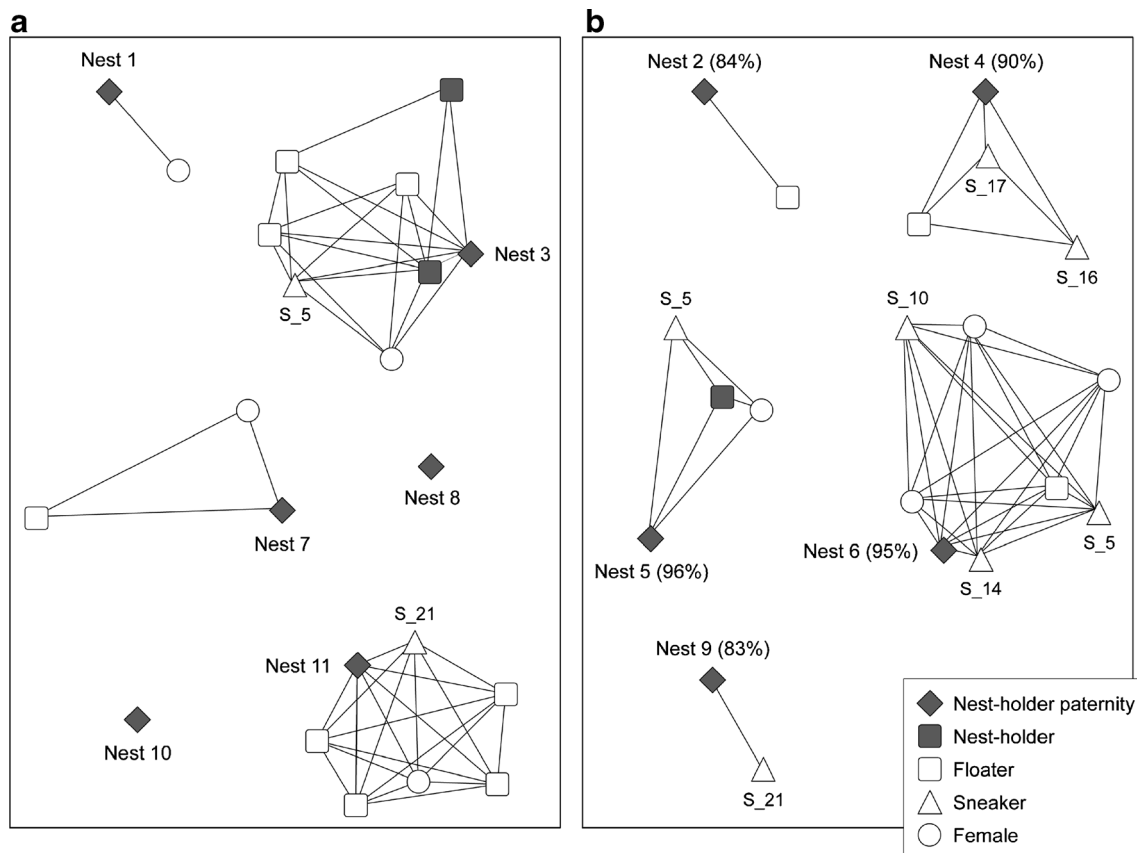 a
Nest 1
Nest 3
S_5
Nest 8
Nest 7
S_21
Nest 11
Nest 10
b
Nest 2 (84%)
Nest 4 (90%)
S_17
S_16
S_5
S_10
Nest 5 (96%)
Nest 6 (95%)
S_5
S_14
Nest 9 (83%)
S_21
Nest-holder paternity
Nest-holder
Floater
Sneaker
Female